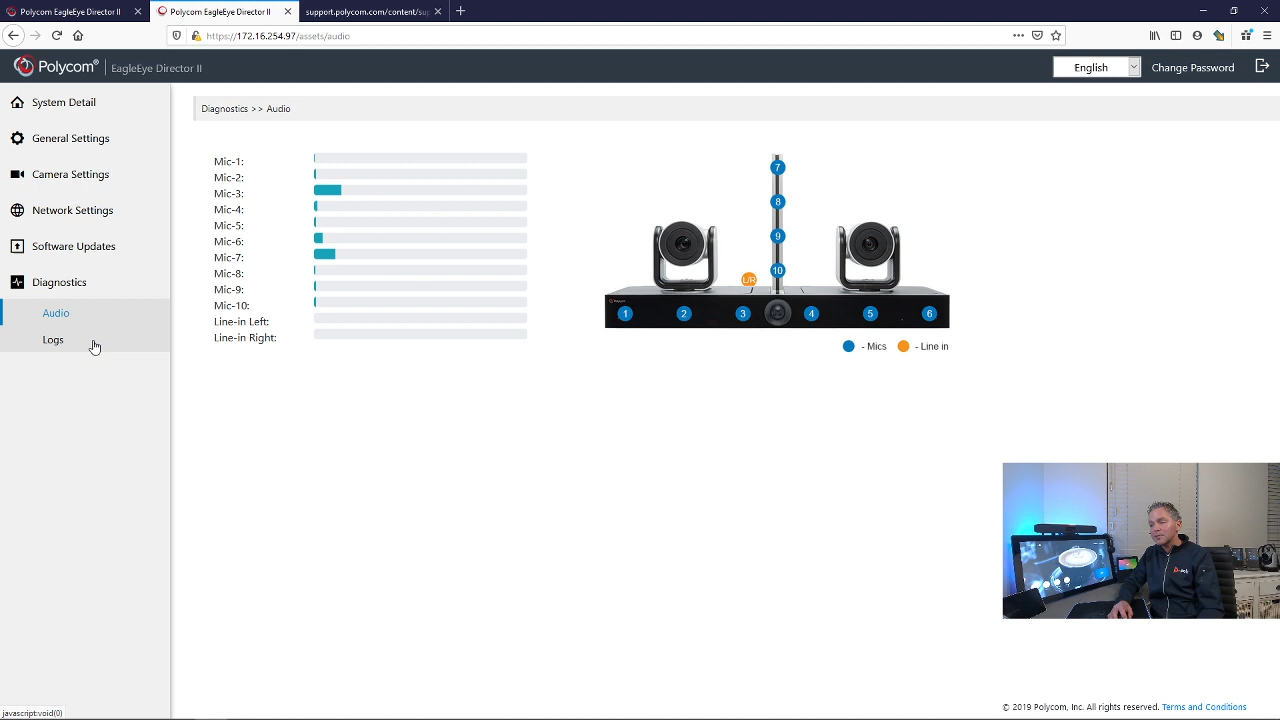 Polycom EagleEye Director II
Polycom EagleEye Director II
support.polycom.com/content/su
https://172.16.254.97/assets/audio
Polycom® EagleEye Director II
English
Change Password
System Detail
General Settings
Camera Settings
Network Settings
Software Updates
Diagnostics
Audio
Logs
Diagnostics >> Audio
Mic-1:
Mic-2:
Mic-3:
Mic-4:
Mic-5:
Mic-6:
Mic-7:
Mic-8:
Mic-9:
Mic-10:
Line-in Left:
Line-in Right:
7
8
9
10
L/R
1 2 3 4 5 6
- Mics - Line in
javascript:void(0)
© 2019 Polycom, Inc. All rights reserved. Terms and Conditions